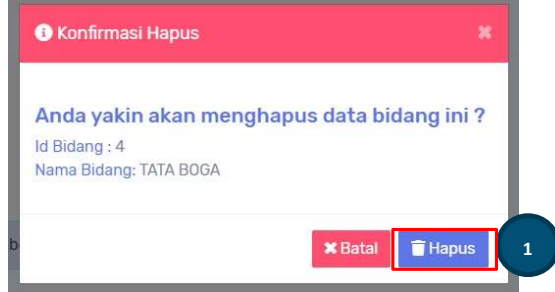 Konfirmasi Hapus
Anda yakin akan menghapus data bidang ini ?
Id Bidang : 4
Nama Bidang: TATA BOGA
b
Batal
Hapus
1